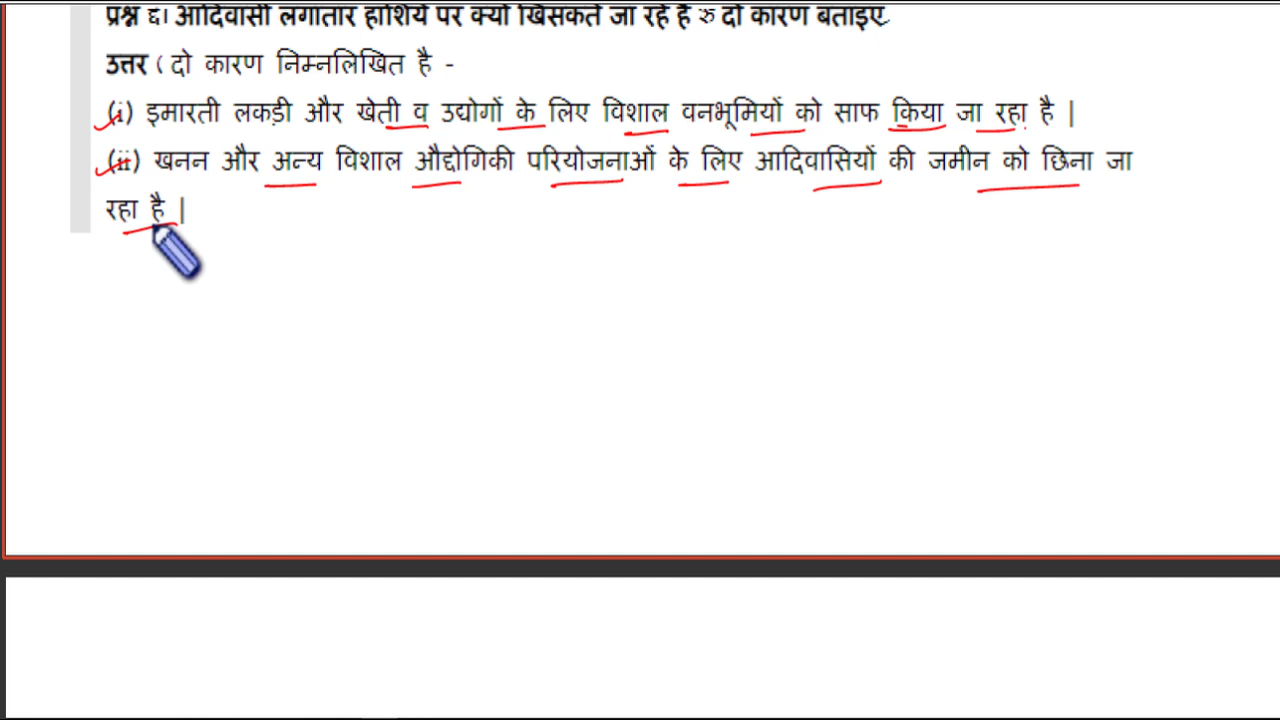 प्रश्न द्द। आदिवासी लगातार हाशिये पर क्यों खिसकते जा रहे है रु दो कारण बताइए.
उत्तर ( दो कारण निम्नलिखित है -
(i) इमारती लकड़ी और खेती व उद्योगों के लिए विशाल वनभूमियों को साफ किया जा रहा है |
(ii) खनन और अन्य विशाल औद्दोगिकी परियोजनाओं के लिए आदिवासियों की जमीन को छिना जा
रहा है |